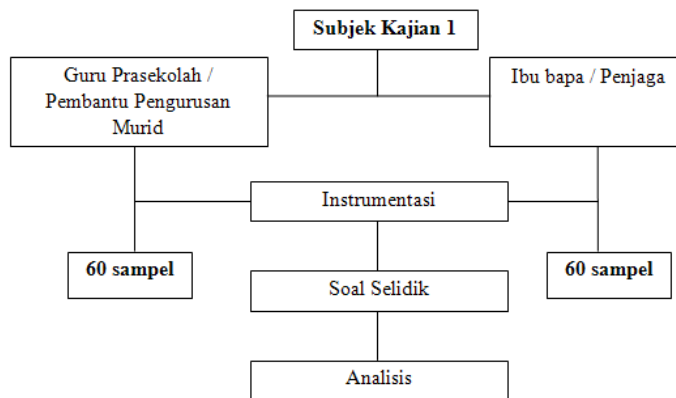 Subjek Kajian 1
Guru Prasekolah /
Pembantu Pengurusan
Murid
Ibu bapa / Penjaga
Instrumentasi
60 sampel
60 sampel
Soal Selidik
Analisis